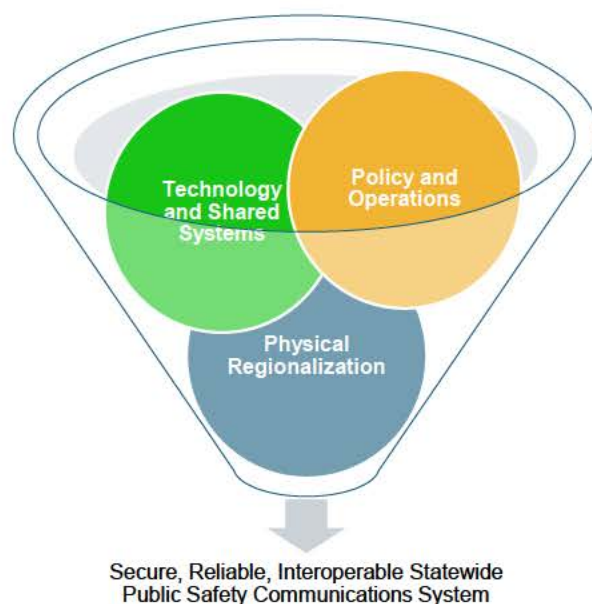 Technology
and Shared
Systems
Policy and
Operations
Physical
Regionalization
Secure, Reliable, Interoperable Statewide
Public Safety Communications System